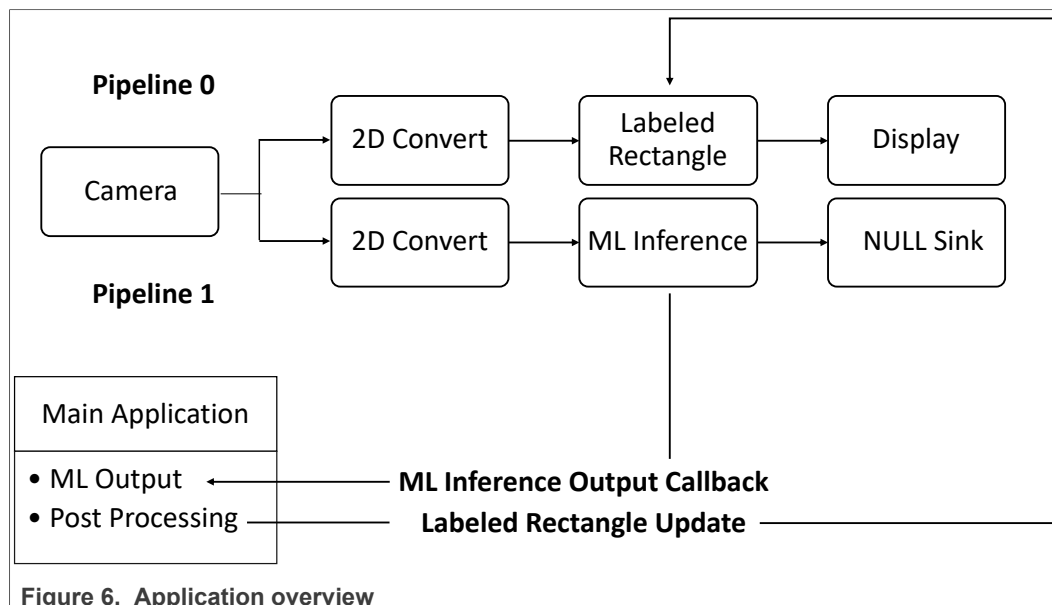 Pipeline 0
Camera
2D Convert
Labeled
Rectangle
Display
2D Convert
ML Inference
NULL Sink
Pipeline 1
Main Application
• ML Output
• Post Processing
ML Inference Output Callback
Labeled Rectangle Update
Figure 6. Application overview